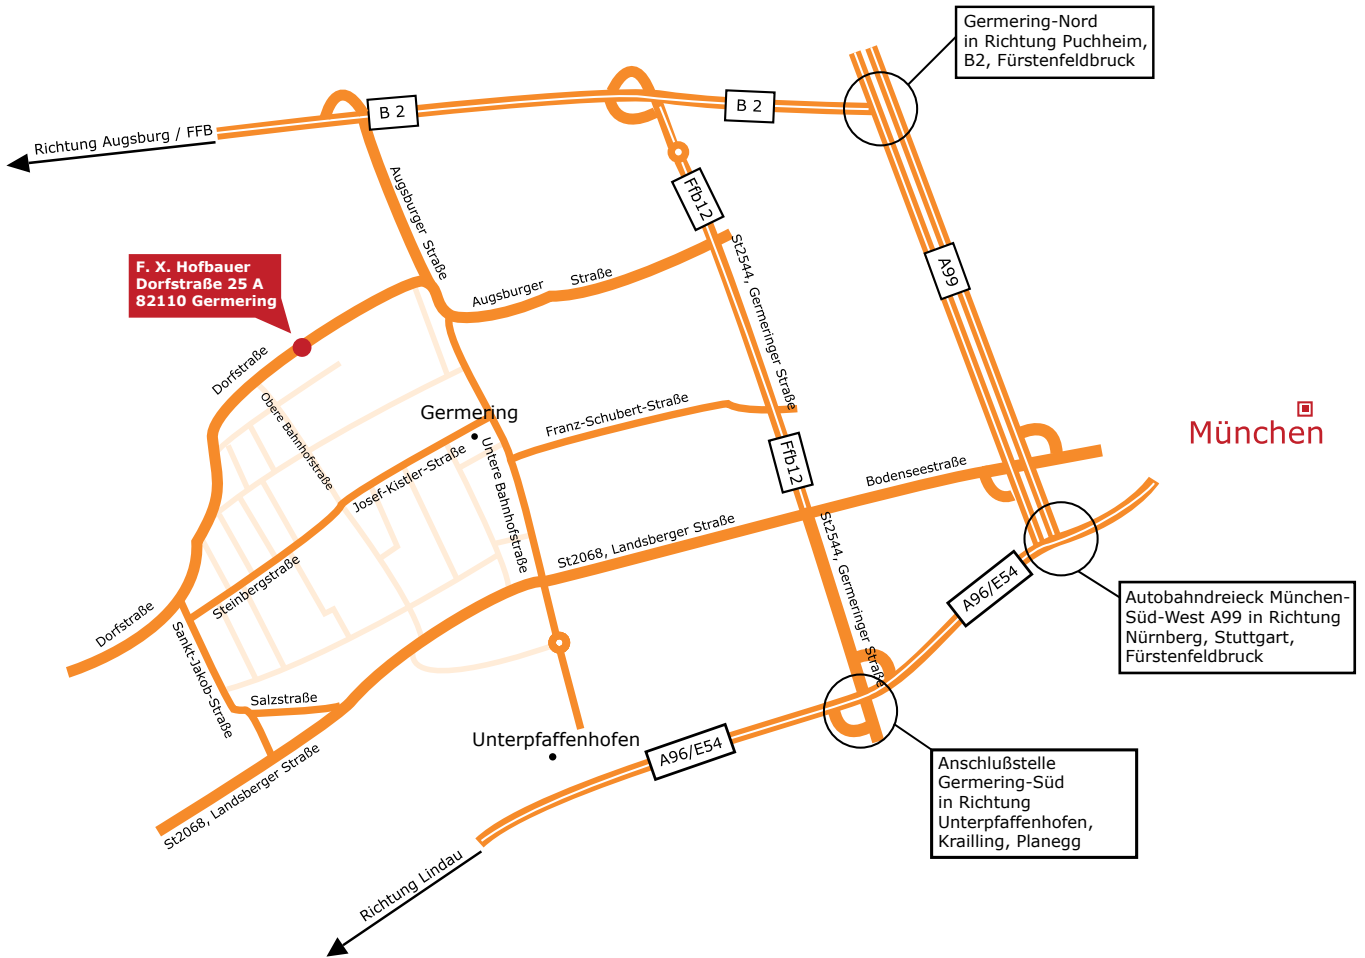 Germering-Nord
in Richtung Puchheim,
B2, Fürstenfeldbruck
B 2
B 2
Richtung Augsburg / FFB
Augsburger Straße
Ffb12
F. X. Hofbauer
Dorfstraße 25 A
82110 Germering
Augsburger Straße
St2544, Germeringer Straße
A99
Dorfstraße
Obere Bahnhofstraße
Germering
Franz-Schubert-Straße
München
Josef-Kistler-Straße
Untere Bahnhofstraße
Ffb12
Bodenseestraße
St2068, Landsberger Straße
St2544, Germeringer Straße
A96/E54
Steinbergstraße
Dorfstraße
Sankt-Jakob-Straße
Autobahndreieck München-
Süd-West A99 in Richtung
Nürnberg, Stuttgart,
Fürstenfeldbruck
Salzstraße
Unterpfaffenhofen
A96/E54
St2068, Landsberger Straße
Anschlußstelle
Germering-Süd
in Richtung
Unterpfaffenhofen,
Krailling, Planegg
Richtung Lindau